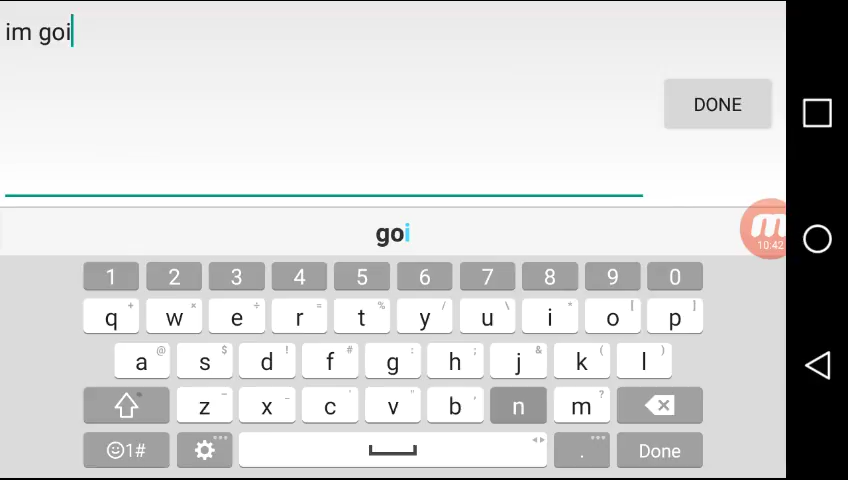 im goi
DONE
goi
10:42
1 2 3 4 5 6 7 8 9 0
q + w × e ÷ r = t % y / u \ i * o [ p ]
a @ s $ d ! f # g : h ; j & k ( l )
z x _ c ' v " b , n m ?
1#
. Done